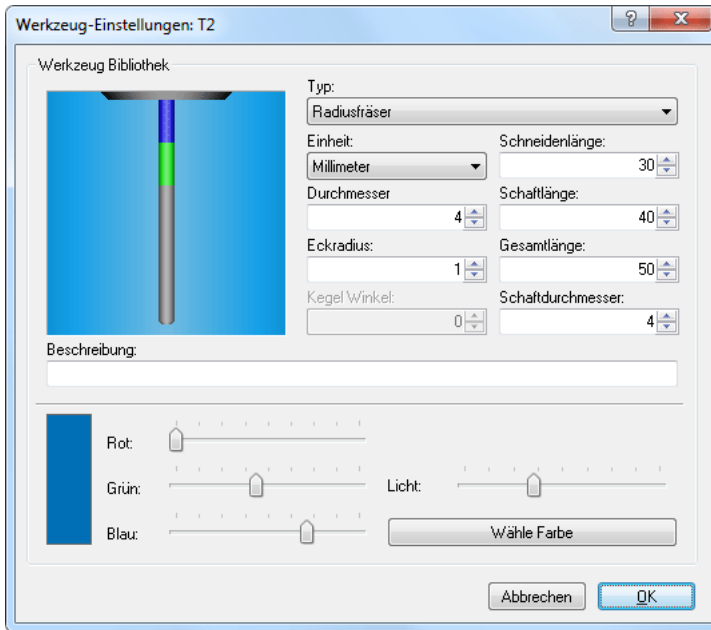 Werkzeug-Einstellungen: T2
Werkzeug Bibliothek
Typ:
Radiusfräser
Einheit:
Schneidenlänge:
Millimeter
30
Durchmesser
Schaftlänge:
4
40
Eckradius:
Gesamtlänge:
1
50
Kegel Winkel:
Schaftdurchmesser:
0
4
Beschreibung:
Rot:
Grün:
Licht:
Blau:
Wähle Farbe
Abbrechen
OK